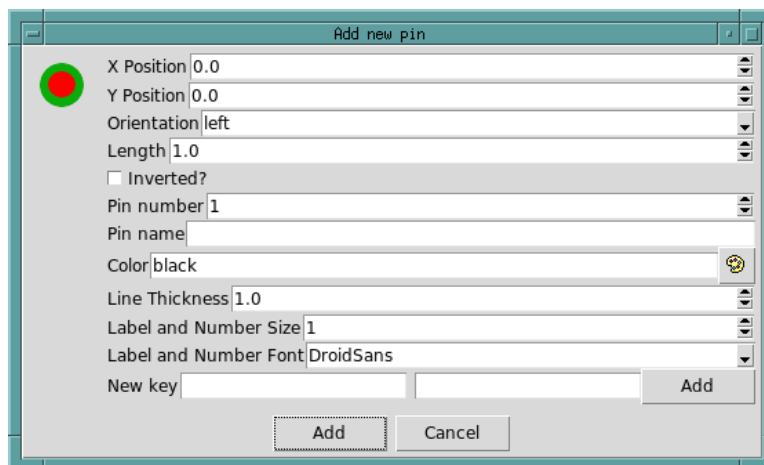 Add new pin
X Position 0.0
Y Position 0.0
Orientation left
Length 1.0
Inverted?
Pin number 1
Pin name
Color black
Line Thickness 1.0
Label and Number Size 1
Label and Number Font DroidSans
New key Add
Add Cancel